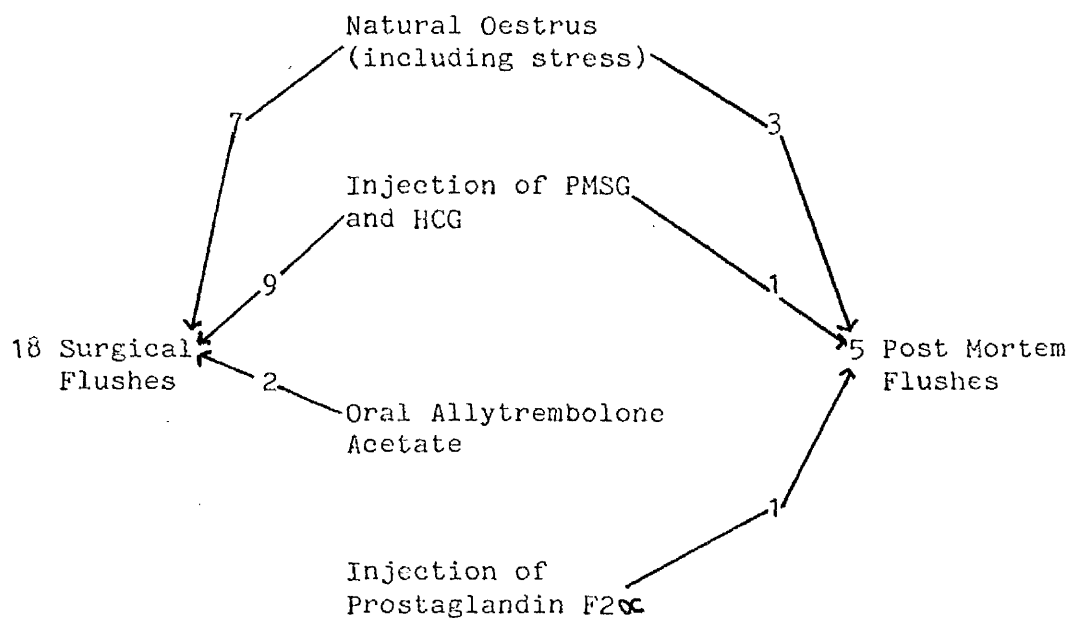 Natural Oestrus
(including stress)
7
3
Injection of PMSG
and HCG
9
1
18 Surgical
Flushes
5 Post Mortem
Flushes
2
Oral Allytrembolone
Acetate
1
Injection of
Prostaglandin F2α